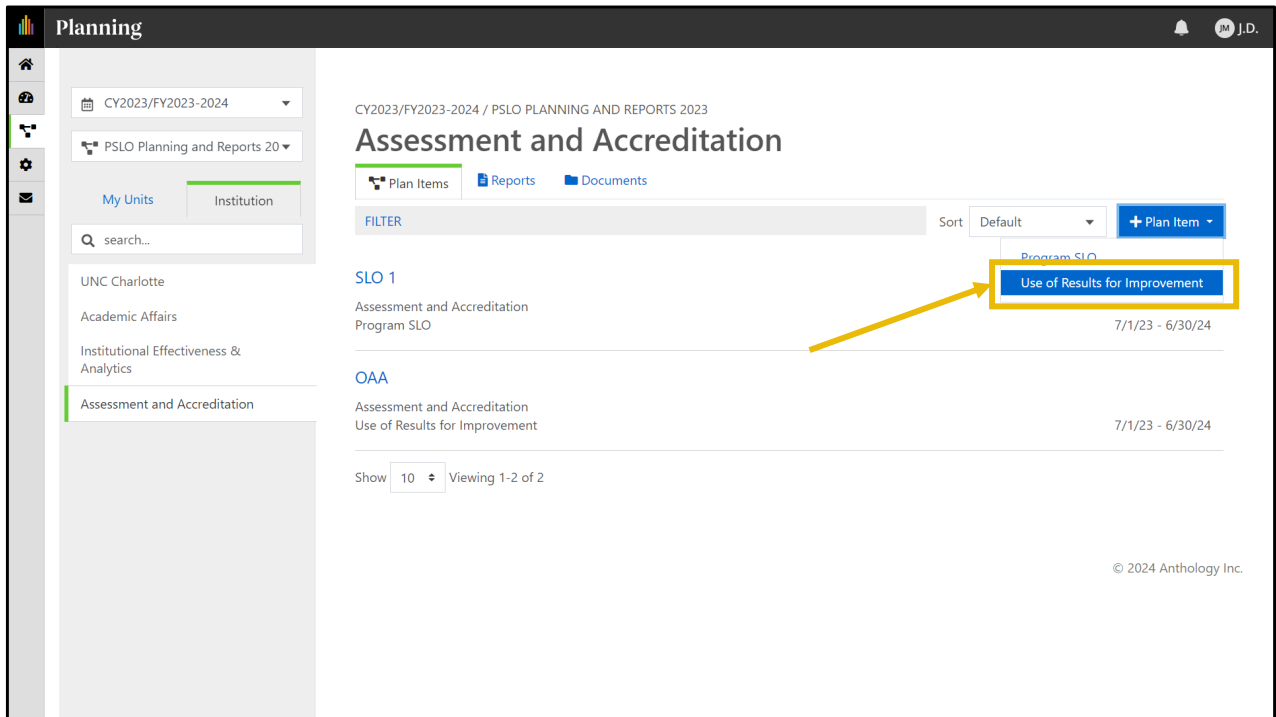 Planning
JM J.D.
CY2023/FY2023-2024
PSLO Planning and Reports 20
My Units Institution
search...
UNC Charlotte
Academic Affairs
Institutional Effectiveness &
Analytics
Assessment and Accreditation
CY2023/FY2023-2024 / PSLO PLANNING AND REPORTS 2023
Assessment and Accreditation
Plan Items Reports Documents
FILTER Sort Default + Plan Item
Program SLO
Use of Results for Improvement
SLO 1
Assessment and Accreditation
Program SLO 7/1/23 - 6/30/24
OAA
Assessment and Accreditation
Use of Results for Improvement 7/1/23 - 6/30/24
Show 10 Viewing 1-2 of 2
© 2024 Anthology Inc.